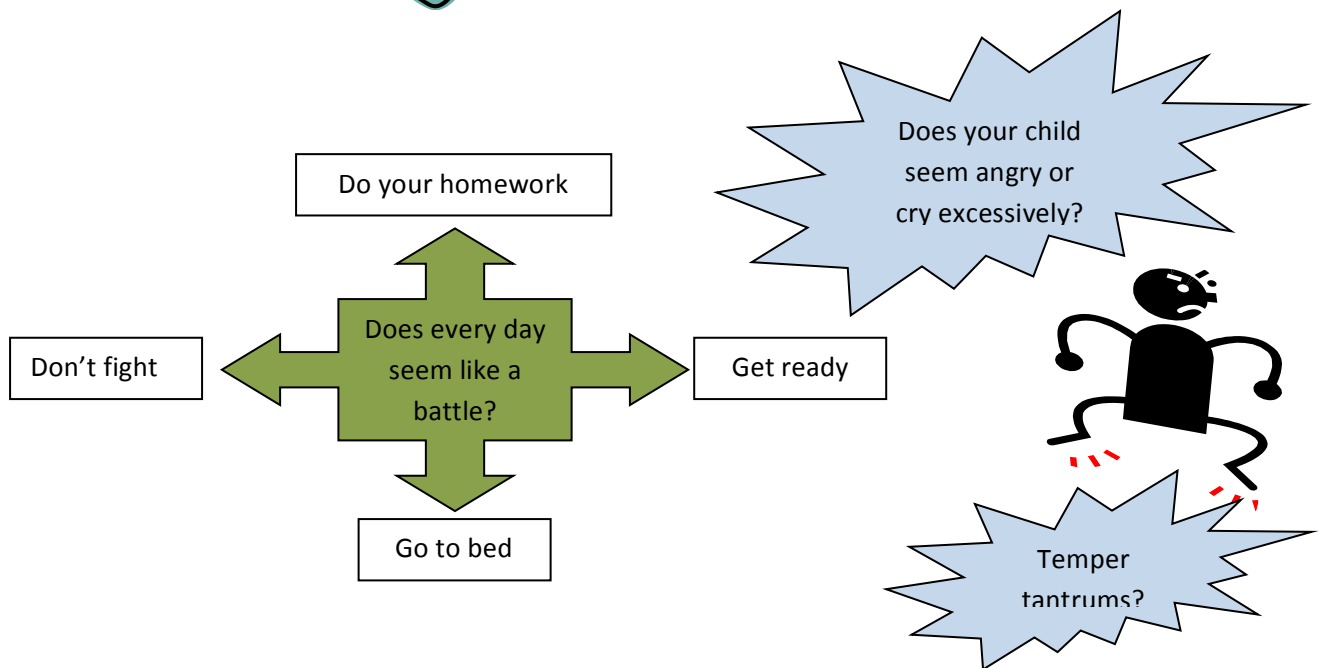 Does your child
seem angry or
cry excessively?
Do your homework
Don’t fight
Does every day
seem like a
battle?
Get ready
Go to bed
Temper
tantrums?